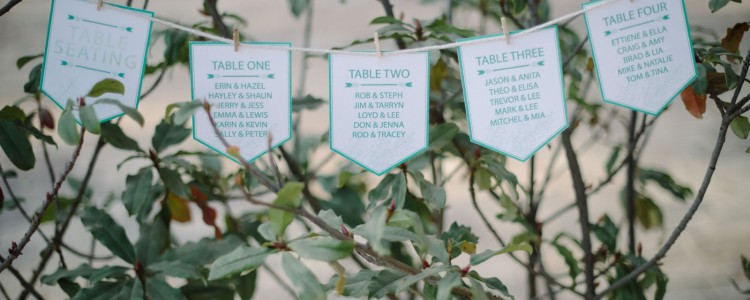 TABLE
SEATING
TABLE ONE
ERIN & HAZEL
HAYLEY & SHAUN
JERRY & JESS
EMMA & LEWIS
KARIN & KEVIN
SALLY & PETER
TABLE TWO
ROB & STEPH
JIM & TARRYN
LOYD & LEE
DON & JENNA
ROD & TRACEY
TABLE THREE
JASON & ANITA
THEO & ELISA
TREVOR & LEE
MARK & LEE
MITCHEL & MIA
TABLE FOUR
ETTIENE & ELLA
CRAIG & AMY
BRAD & LIA
MIKE & NATALIE
TOM & TINA